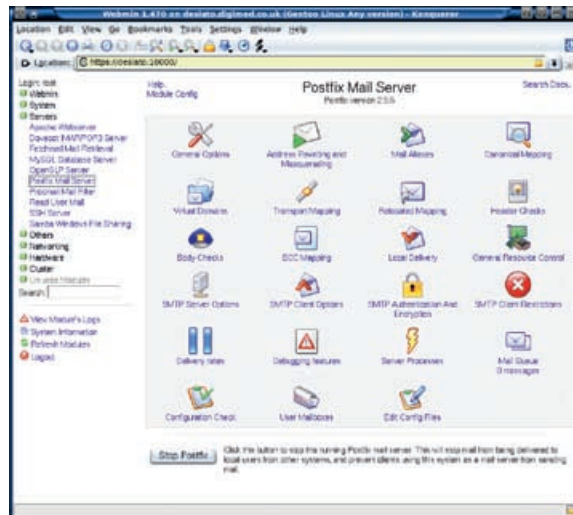 Webmin 1.470 on desiato.digimed.co.uk (Gentoo Linux Any version) - Konqueror
Location Edit View Go Bookmarks Tools Settings Window Help
Location: https://desiato:10000/
Login: root
Webmin
System
Servers
Apache Webserver
Dovecot IMAP/POP3 Server
Fetchmail Mail Retrieval
MySQL Database Server
OpenSLP Server
Postfix Mail Server
Procmail Mail Filter
Read User Mail
SSH Server
Samba Windows File Sharing
Others
Networking
Hardware
Cluster
Un-used Modules
Search:
View Module's Logs
System Information
Refresh Modules
Logout
Help..
Module Config
Postfix Mail Server
Postfix version 2.5.6
Search Docs..
General Options
Address Rewriting and
Masquerading
Mail Aliases
Canonical Mapping
Virtual Domains
Transport Mapping
Relocated Mapping
Header Checks
Body Checks
BCC Mapping
Local Delivery
General Resource Control
SMTP Server Options
SMTP Client Options
SMTP Authentication And
Encryption
SMTP Client Restrictions
Delivery rates
Debugging features
Server Processes
Mail Queue
0 messages
Configuration Check
User Mailboxes
Edit Config Files
Stop Postfix
Click this button to stop the running Postfix mail server. This will stop mail from being delivered to
local users from other systems, and prevent clients using this system as a mail server from sending
mail.